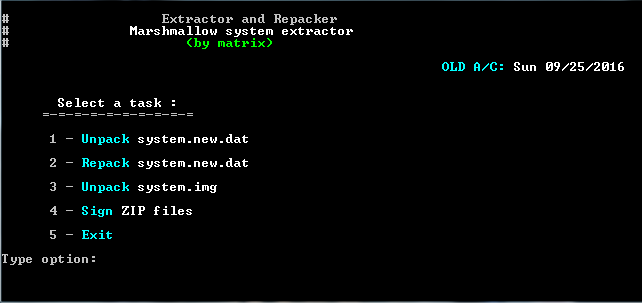 # Extractor and Repacker
# Marshmallow system extractor
# (by matrix)
OLD A/C: Sun 09/25/2016
Select a task :
=-=-=-=-=-=-=-=-=-=
1 - Unpack system.new.dat
2 - Repack system.new.dat
3 - Unpack system.img
4 - Sign ZIP files
5 - Exit
Type option: